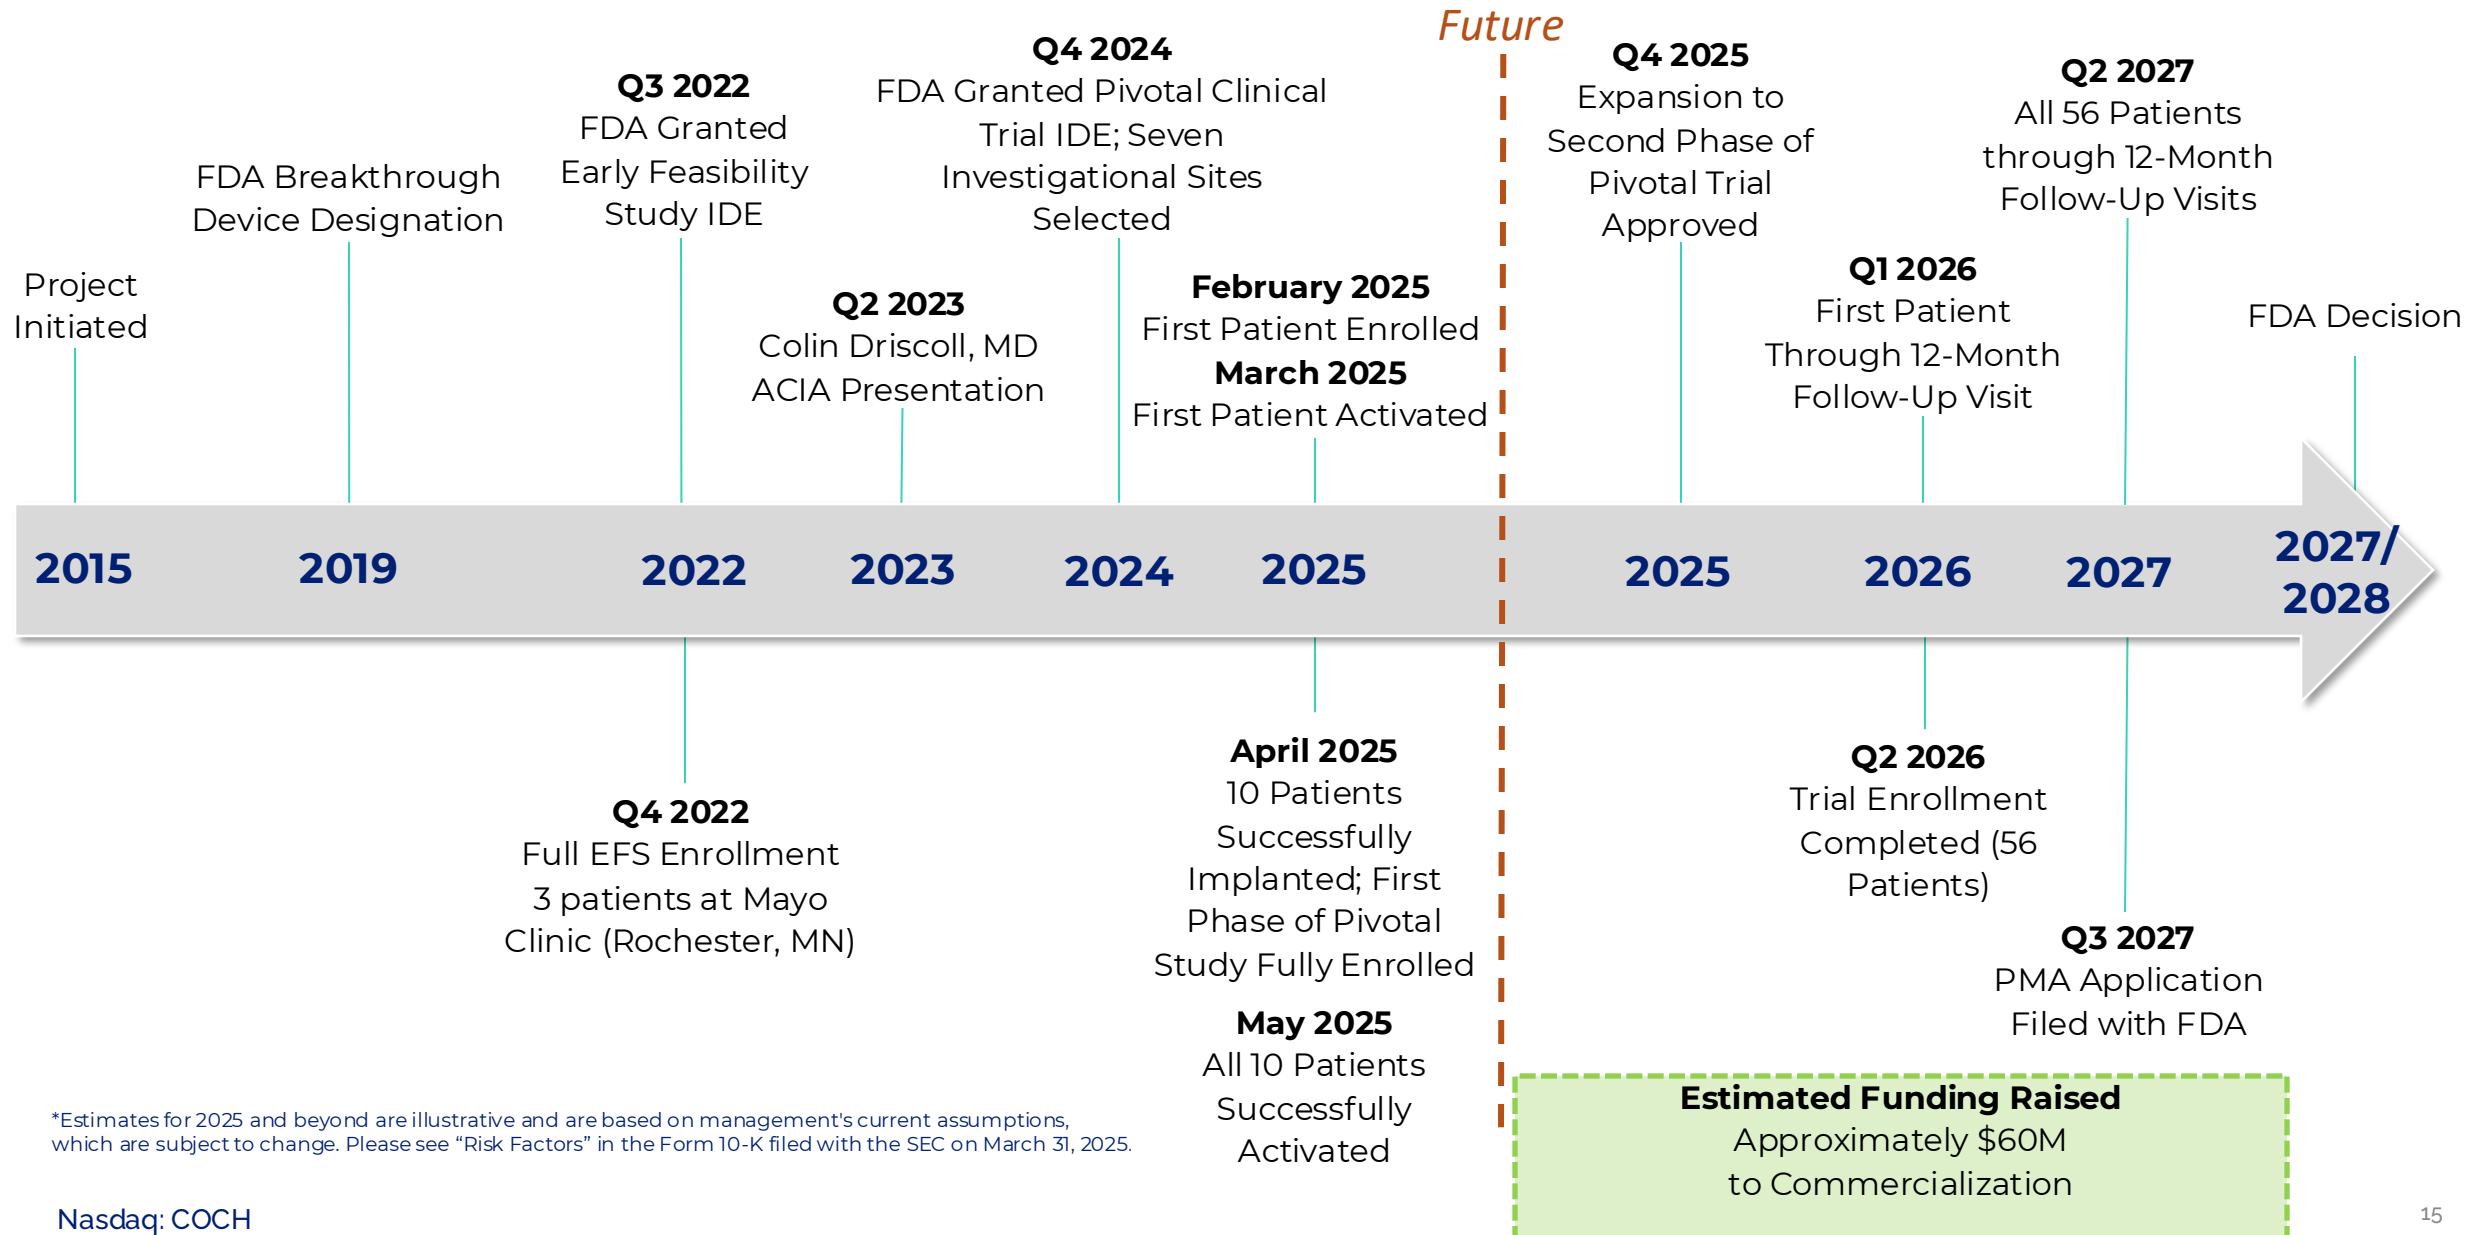 Future
Project
Initiated
FDA Breakthrough
Device Designation
Q3 2022
FDA Granted
Early Feasibility
Study IDE
Q2 2023
Colin Driscoll, MD
ACIA Presentation
Q4 2024
FDA Granted Pivotal Clinical
Trial IDE; Seven
Investigational Sites
Selected
February 2025
First Patient Enrolled
March 2025
First Patient Activated
Q4 2025
Expansion to
Second Phase of
Pivotal Trial
Approved
Q1 2026
First Patient
Through 12-Month
Follow-Up Visit
Q2 2027
All 56 Patients
through 12-Month
Follow-Up Visits
FDA Decision
2015
2019
2022
2023
2024
2025
2025
2026
2027
2027/
2028
Q4 2022
Full EFS Enrollment
3 patients at Mayo
Clinic (Rochester, MN)
April 2025
10 Patients
Successfully
Implanted; First
Phase of Pivotal
Study Fully Enrolled
May 2025
All 10 Patients
Successfully
Activated
Q2 2026
Trial Enrollment
Completed (56
Patients)
Q3 2027
PMA Application
Filed with FDA
Estimated Funding Raised
Approximately $60M
to Commercialization
*Estimates for 2025 and beyond are illustrative and are based on management's current assumptions,
which are subject to change. Please see “Risk Factors” in the Form 10-K filed with the SEC on March 31, 2025.
Nasdaq: COCH
15